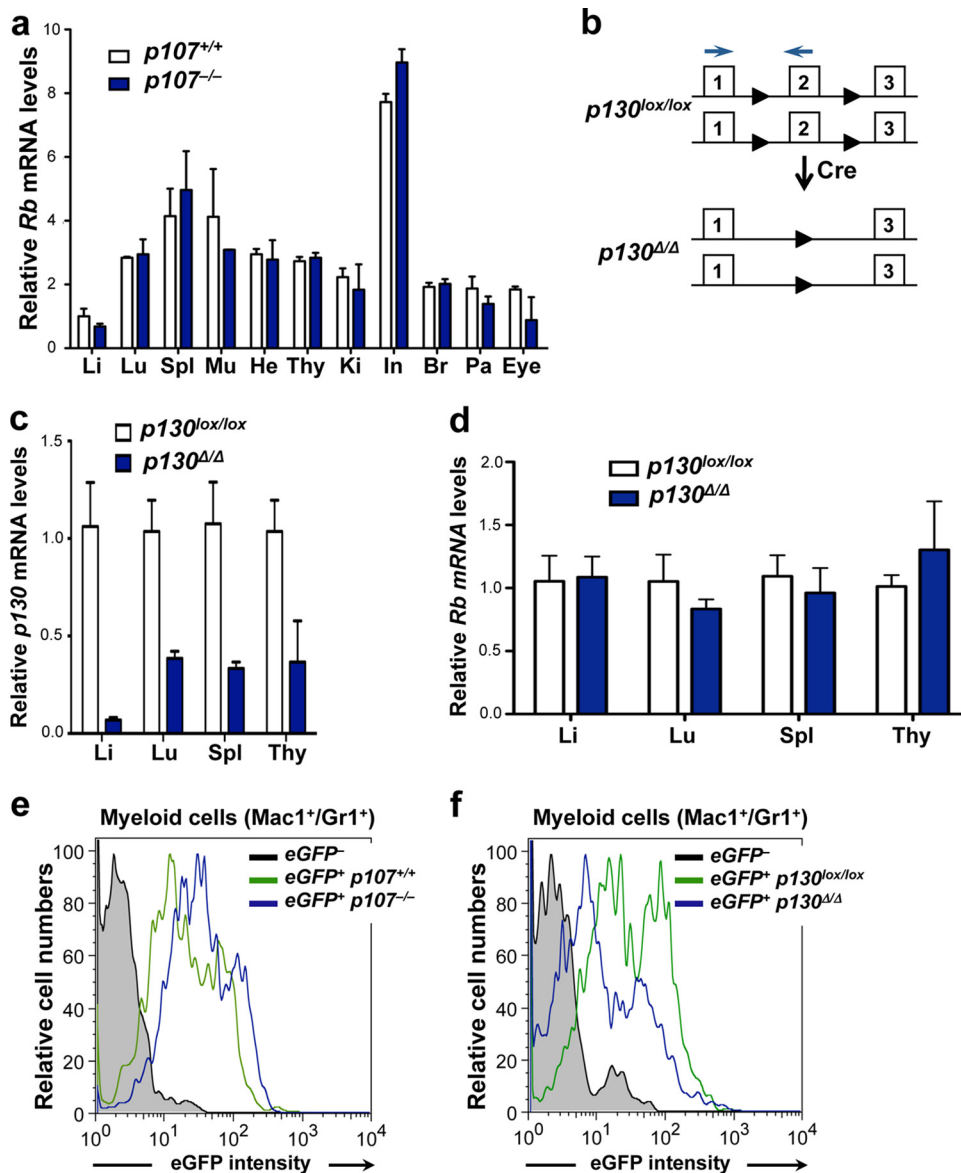 a
Relative Rb mRNA levels
10
8
6
4
2
0
p107+/+
p107–/–
Li Lu Spl Mu He Thy Ki In Br Pa Eye
b
p130lox/lox
1 2 3
1 2 3
Cre
p130Δ/Δ
1 3
1 3
c
Relative p130 mRNA levels
1.5
1.0
0.5
0.0
p130lox/lox
p130Δ/Δ
Li Lu Spl Thy
d
Relative Rb mRNA levels
2.0
1.5
1.0
0.5
0.0
p130lox/lox
p130Δ/Δ
Li Lu Spl Thy
e
Myeloid cells (Mac1+/Gr1+)
Relative cell numbers
100
80
60
40
20
0
eGFP–
eGFP+ p107+/+
eGFP+ p107–/–
100 101 102 103 104
eGFP intensity
f
Myeloid cells (Mac1+/Gr1+)
Relative cell numbers
100
80
60
40
20
0
eGFP–
eGFP+ p130lox/lox
eGFP+ p130Δ/Δ
100 101 102 103 104
eGFP intensity